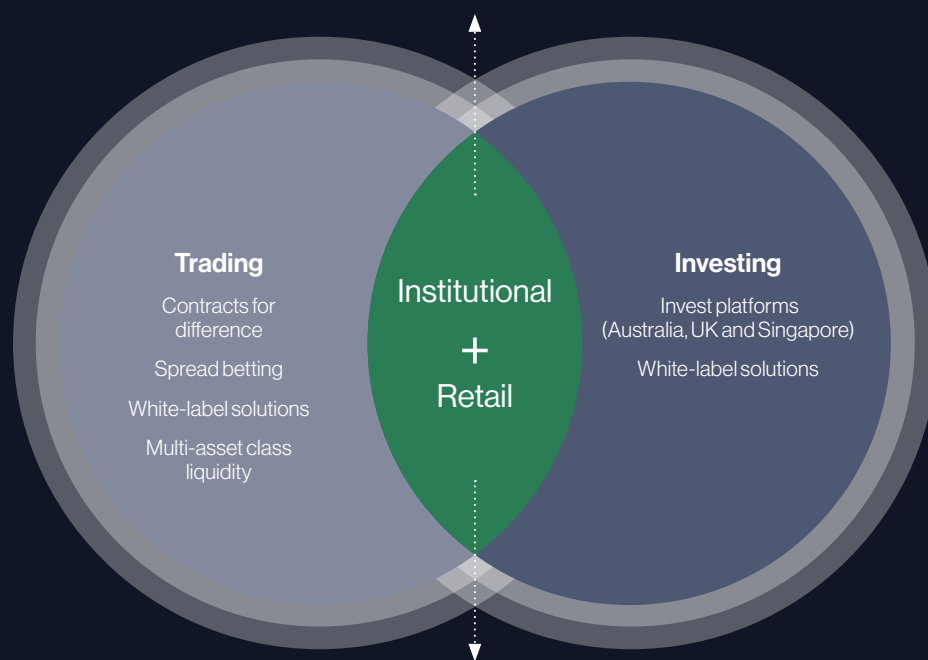 Trading
Contracts for
difference
Spread betting
White-label solutions
Multi-asset class
liquidity
Institutional
+
Retail
Investing
Invest platforms
(Australia, UK and Singapore)
White-label solutions